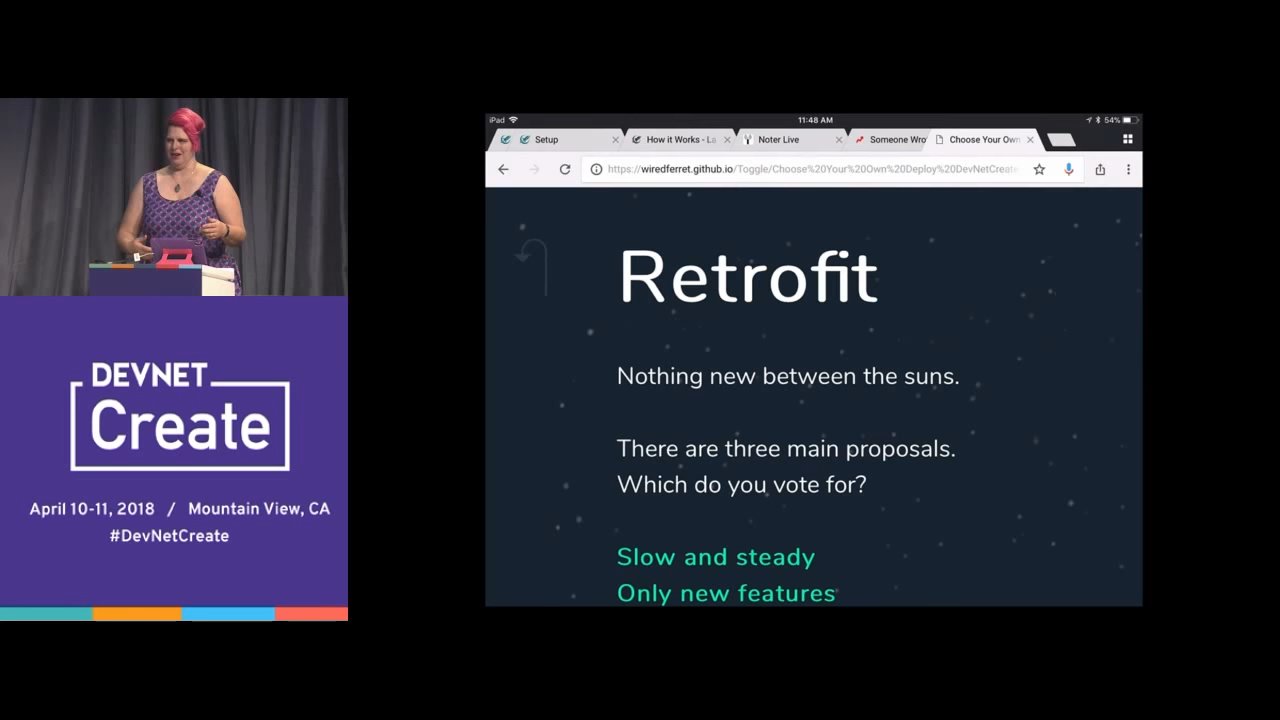 DEVNET
Create
April 10-11, 2018 / Mountain View, CA
#DevNetCreate
iPad
11:48 AM
54%
Setup
How it Works - La
Noter Live
Someone Wro
Choose Your Own
https://wiredferret.github.io/Toggle/Choose%20Your%20Own%20Deploy%20DevNetCreate
Retrofit
Nothing new between the suns.
There are three main proposals.
Which do you vote for?
Slow and steady
Only new features